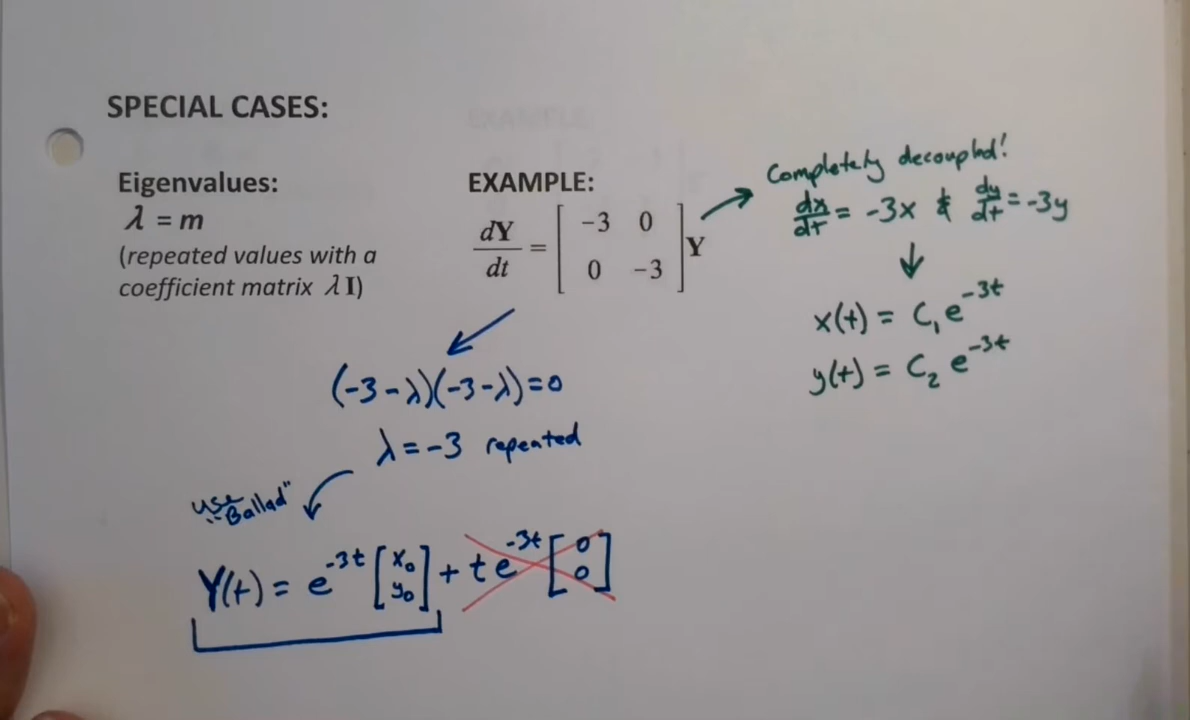 SPECIAL CASES:
Eigenvalues:
λ = m
(repeated values with a
coefficient matrix λ I)
EXAMPLE:
dY/dt = [ −3 0 ; 0 −3 ] Y
Completely decoupled!
dx/dt = -3x & dy/dt = -3y
x(t) = C₁e^-3t
y(t) = C₂ e^-3t
(-3-λ)(-3-λ)=0
λ=-3 repeated
use
"Ballad"
Y(t) = e^-3t [ x₀ ; y₀ ] + te^-3t [ 0 ; 0 ]